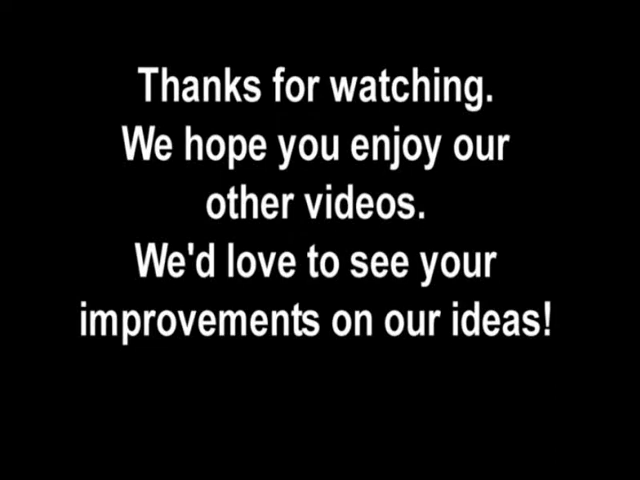 Thanks for watching.
We hope you enjoy our
other videos.
We'd love to see your
improvements on our ideas!